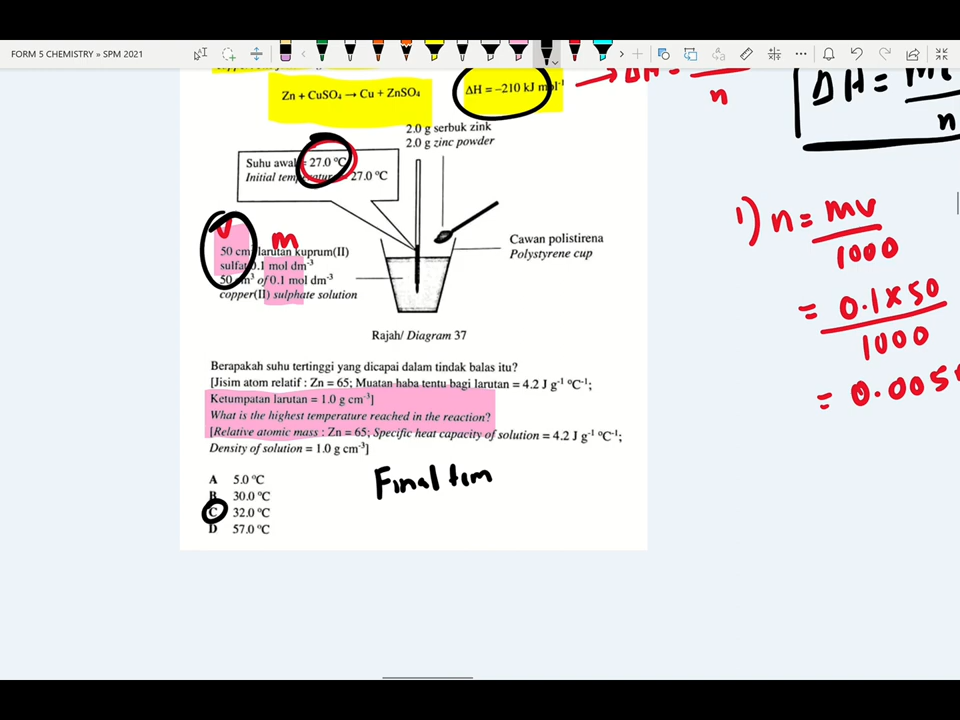 FORM 5 CHEMISTRY » SPM 2021
Zn + CuSO₄ → Cu + ZnSO₄
ΔH = –210 kJ mol⁻¹
→ ΔH =
n
ΔH =
n
2.0 g serbuk zink
2.0 g zinc powder
Suhu awal = 27.0 °C
Initial temperature = 27.0 °C
V
m
50 cm³ larutan kuprum(II)
sulfat 0.1 mol dm⁻³
50 cm³ of 0.1 mol dm⁻³
copper(II) sulphate solution
Cawan polistirena
Polystyrene cup
Rajah/ Diagram 37
1) n = mv
1000
= 0.1 x 50
1000
= 0.005
Berapakah suhu tertinggi yang dicapai dalam tindak balas itu?
[Jisim atom relatif : Zn = 65; Muatan haba tentu bagi larutan = 4.2 J g⁻¹ °C⁻¹;
Ketumpatan larutan = 1.0 g cm⁻³]
What is the highest temperature reached in the reaction?
[Relative atomic mass : Zn = 65; Specific heat capacity of solution = 4.2 J g⁻¹ °C⁻¹;
Density of solution = 1.0 g cm⁻³]
Final tem
A 5.0 °C
B 30.0 °C
C 32.0 °C
D 57.0 °C